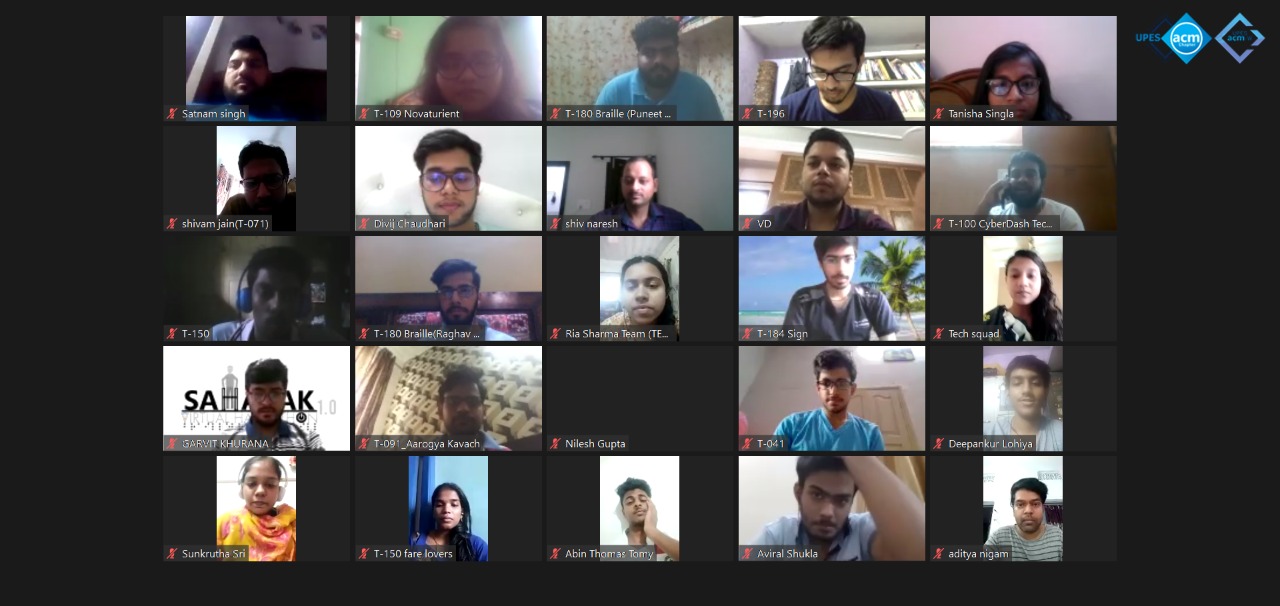 UPES
acm
Chapter
UPES
acm
Satnam singh
T-109 Novaturient
T-180 Braille (Puneet ...
T-196
Tanisha Singla
shivam jain(T-071)
Divij Chaudhari
shiv naresh
VD
T-100 CyberDash Tec...
T-150
T-180 Braille(Raghav ...
Ria Sharma Team (TE...
T-184 Sign
Tech squad
SAHAYAK
1.0
VIRTUAL
GARVIT KHURANA
T-091_Aarogya Kavach
Nilesh Gupta
T-041
Deepankur Lohiya
Sunkrutha Sri
T-150 fare lovers
Abin Thomas Tomy
Aviral Shukla
aditya nigam